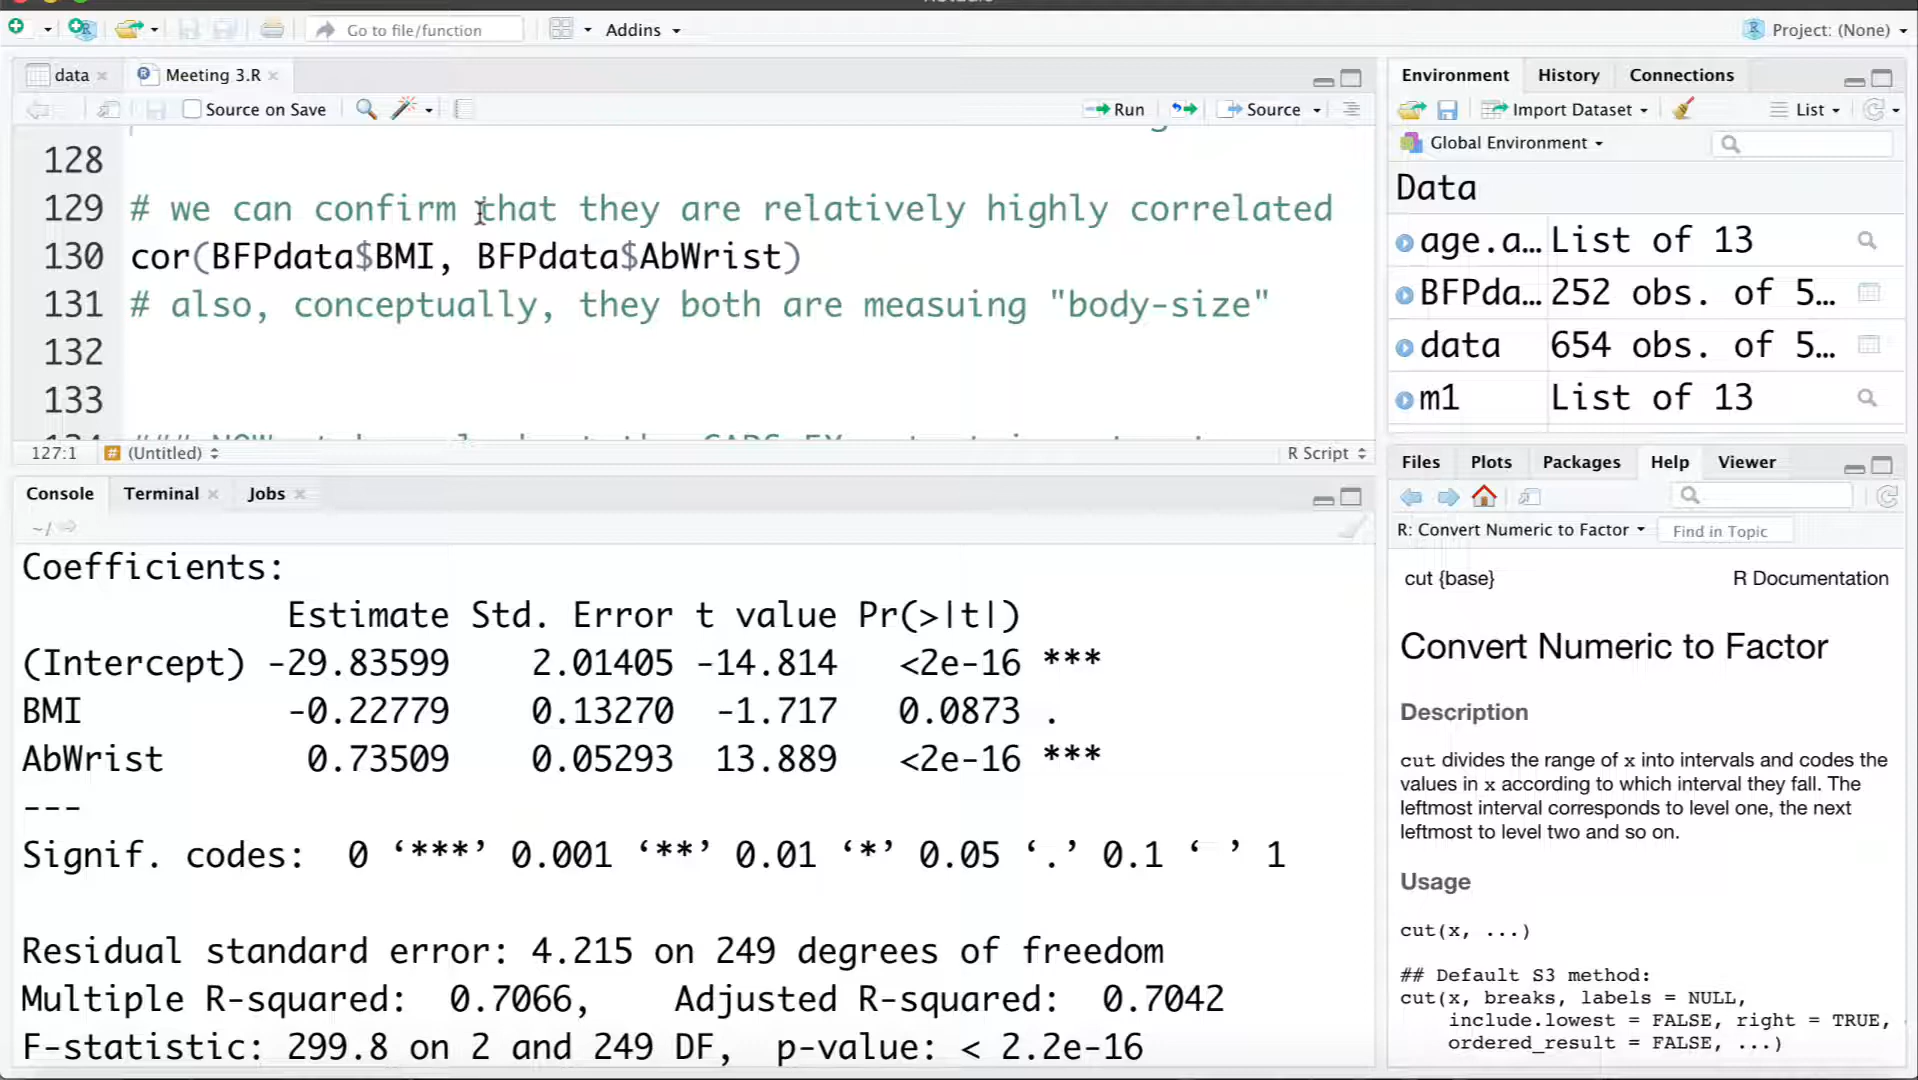 Go to file/function
Addins
Project: (None)
data
Meeting 3.R
Source on Save
Run
Source
128
129 # we can confirm that they are relatively highly correlated
130 cor(BFPdata$BMI, BFPdata$AbWrist)
131 # also, conceptually, they both are measuing "body-size"
132
133
127:1
(Untitled)
R Script
Console
Terminal
Jobs
~/
Coefficients:
Estimate Std. Error t value Pr(>|t|)
(Intercept) -29.83599 2.01405 -14.814 <2e-16 ***
BMI -0.22779 0.13270 -1.717 0.0873 .
AbWrist 0.73509 0.05293 13.889 <2e-16 ***
---
Signif. codes: 0 ‘***’ 0.001 ‘**’ 0.01 ‘*’ 0.05 ‘.’ 0.1 ‘ ’ 1
Residual standard error: 4.215 on 249 degrees of freedom
Multiple R-squared: 0.7066, Adjusted R-squared: 0.7042
F-statistic: 299.8 on 2 and 249 DF, p-value: < 2.2e-16
Environment
History
Connections
Import Dataset
List
Global Environment
Data
age.a… List of 13
BFPda… 252 obs. of 5…
data 654 obs. of 5…
m1 List of 13
Files
Plots
Packages
Help
Viewer
R: Convert Numeric to Factor
Find in Topic
cut {base}
R Documentation
Convert Numeric to Factor
Description
cut divides the range of x into intervals and codes the
values in x according to which interval they fall. The
leftmost interval corresponds to level one, the next
leftmost to level two and so on.
Usage
cut(x, ...)
## Default S3 method:
cut(x, breaks, labels = NULL,
include.lowest = FALSE, right = TRUE,
ordered_result = FALSE, ...)